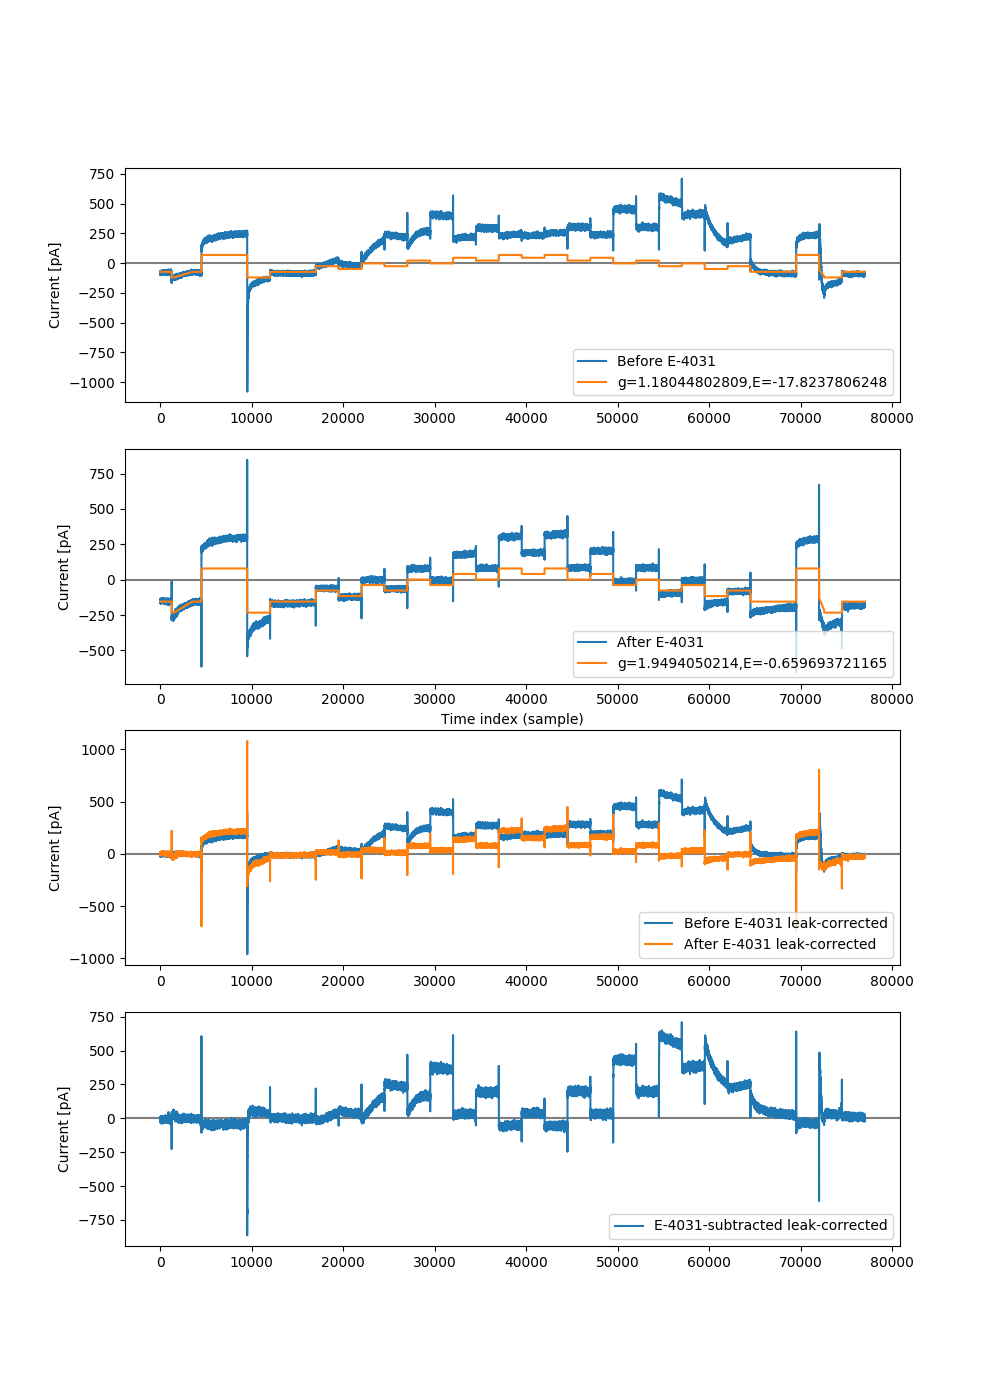 750
500
250
0
−250
−500
−750
−1000
Current [pA]
Before E-4031
g=1.18044802809,E=-17.8237806248
0 10000 20000 30000 40000 50000 60000 70000 80000
750
500
250
0
−250
−500
Current [pA]
After E-4031
g=1.9494050214,E=-0.659693721165
0 10000 20000 30000 40000 50000 60000 70000 80000
Time index (sample)
1000
500
0
−500
−1000
Current [pA]
Before E-4031 leak-corrected
After E-4031 leak-corrected
0 10000 20000 30000 40000 50000 60000 70000 80000
750
500
250
0
−250
−500
−750
Current [pA]
E-4031-subtracted leak-corrected
0 10000 20000 30000 40000 50000 60000 70000 80000